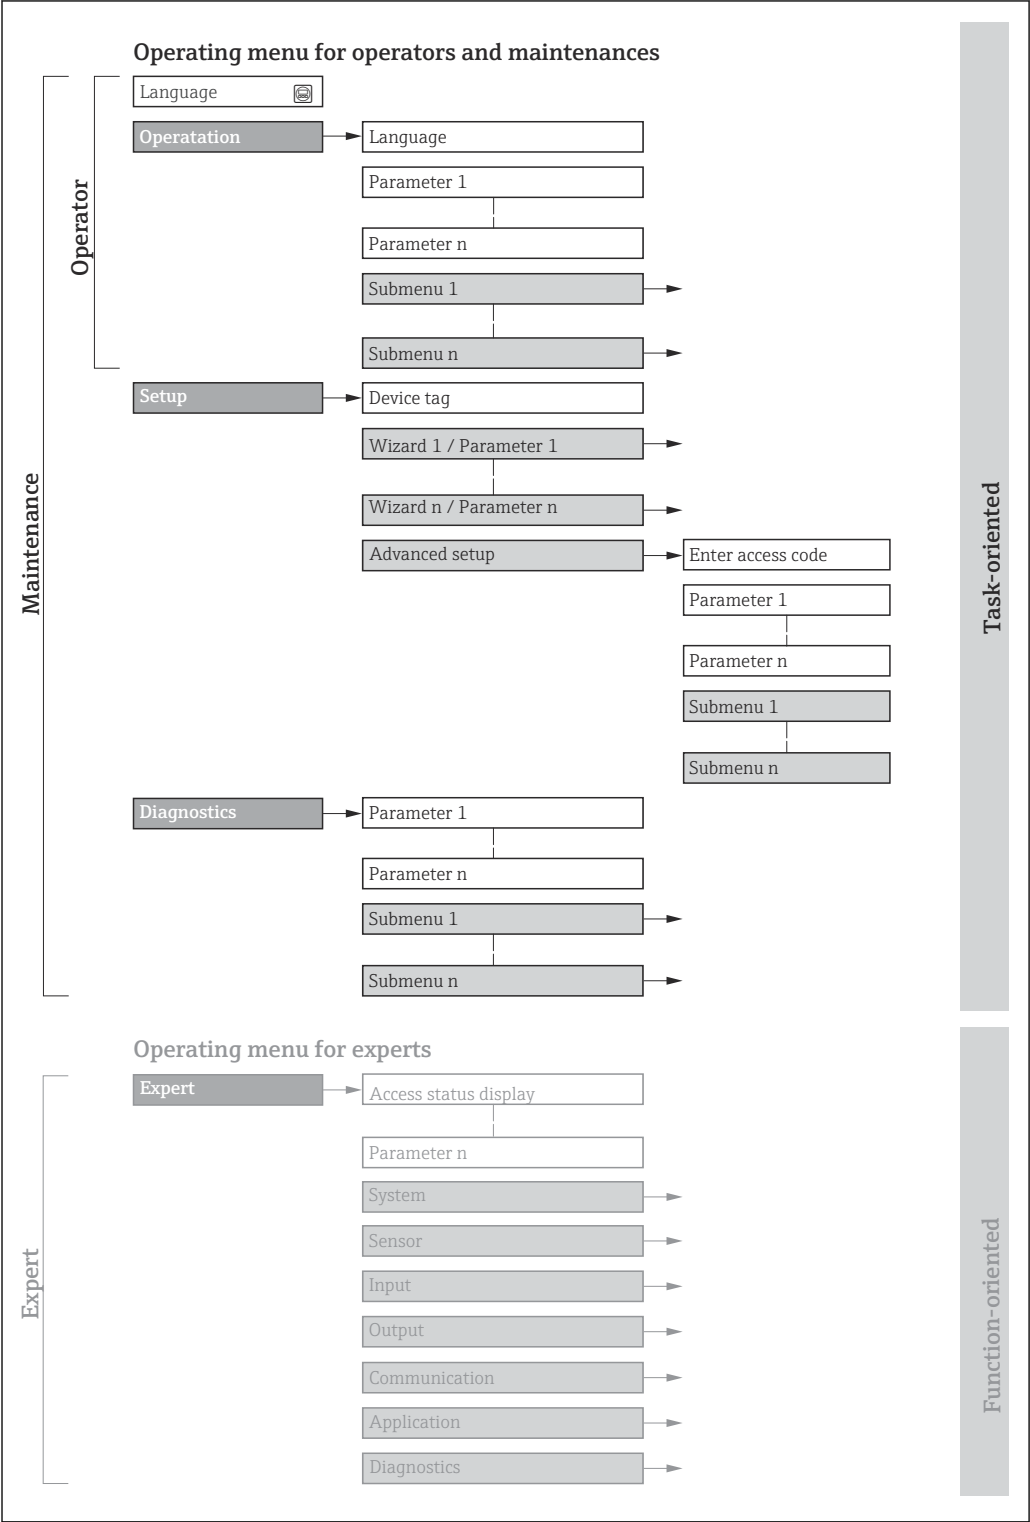 Operating menu for operators and maintenances
Language
Operatation
Language
Parameter 1
Parameter n
Submenu 1
Submenu n
Operator
Setup
Device tag
Wizard 1 / Parameter 1
Wizard n / Parameter n
Advanced setup
Enter access code
Parameter 1
Parameter n
Submenu 1
Submenu n
Maintenance
Task-oriented
Diagnostics
Parameter 1
Parameter n
Submenu 1
Submenu n
Operating menu for experts
Expert
Access status display
Parameter n
System
Sensor
Input
Output
Communication
Application
Diagnostics
Expert
Function-oriented